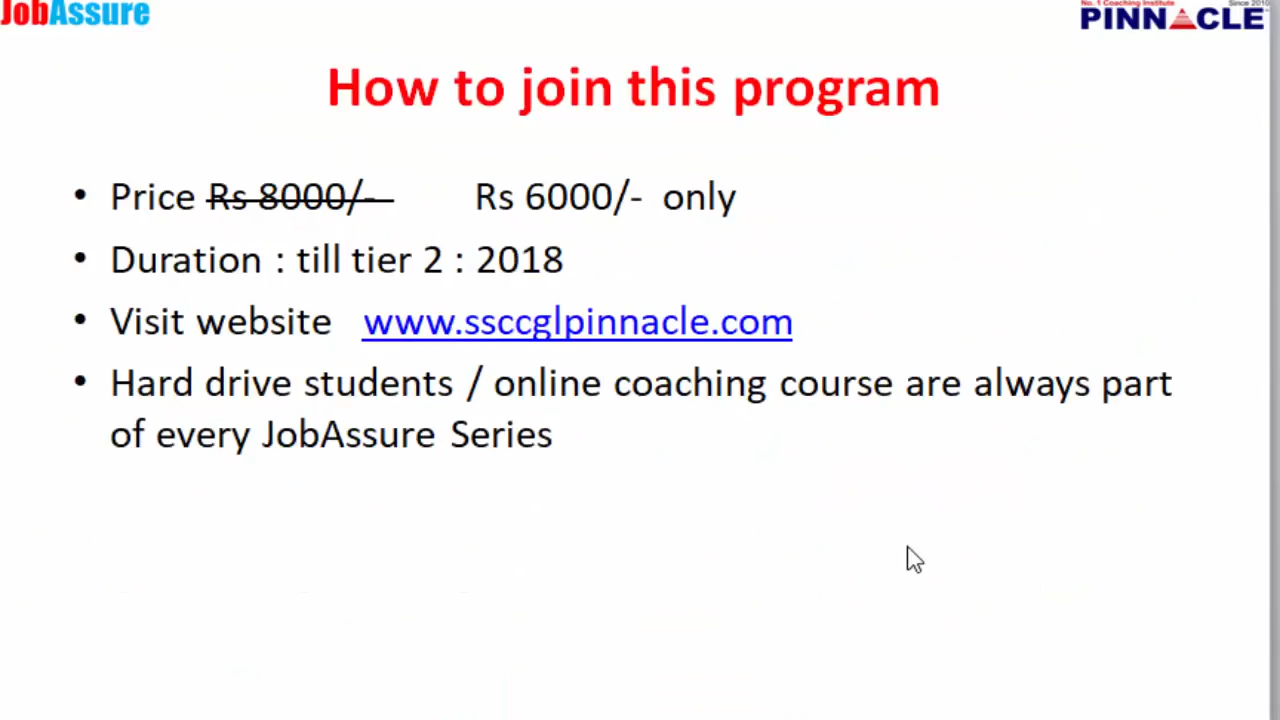 JobAssure
No. 1 Coaching Institute Since 2010
PINNACLE
How to join this program
• Price Rs 8000/- Rs 6000/- only
• Duration : till tier 2 : 2018
• Visit website www.ssccglpinnacle.com
• Hard drive students / online coaching course are always part
of every JobAssure Series